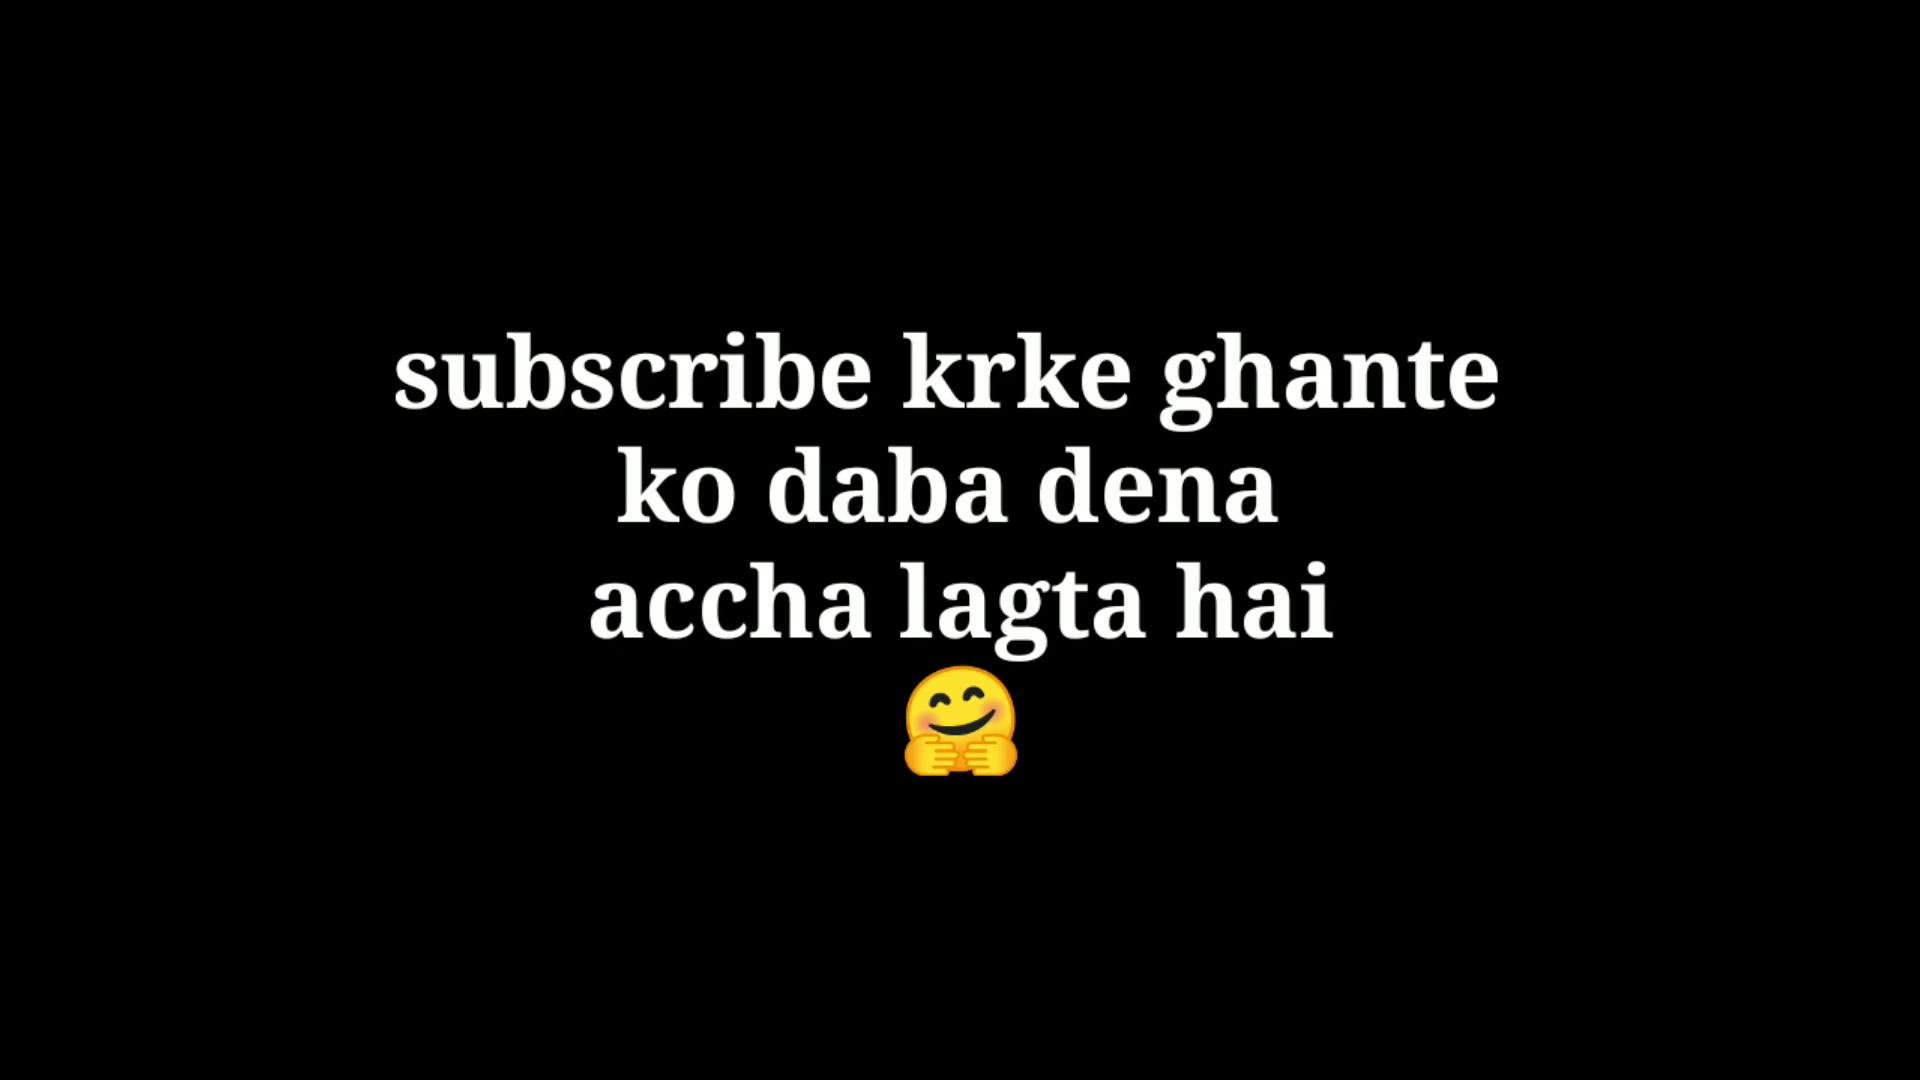 subscribe krke ghante
ko daba dena
accha lagta hai
🤗